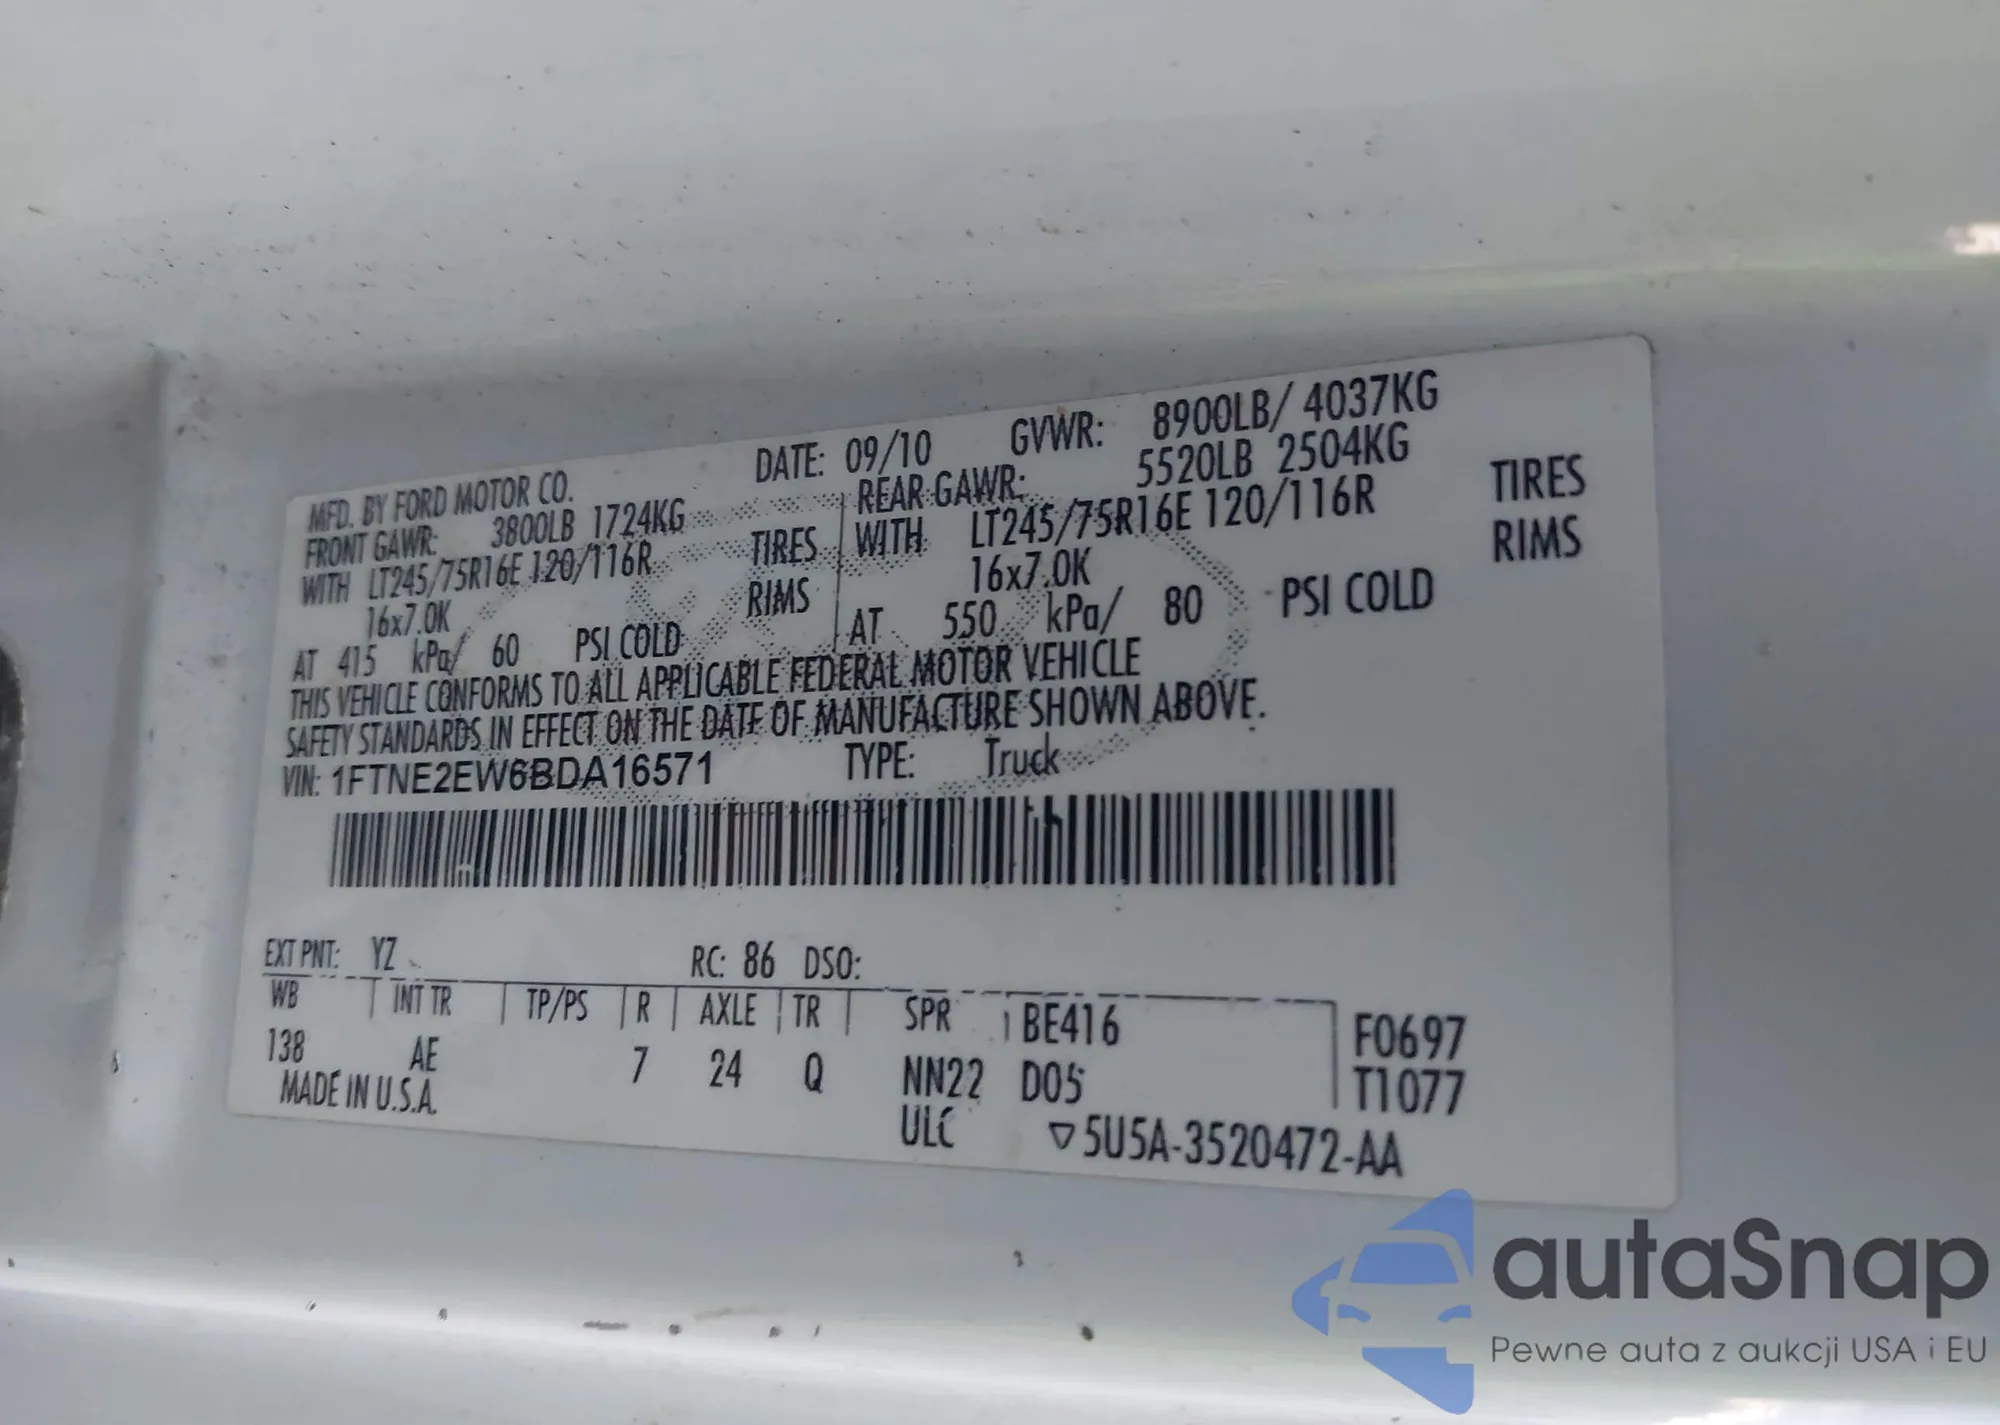 MFD. BY FORD MOTOR CO. DATE: 09/10 GVWR: 8900LB/ 4037KG
FRONT GAWR: 3800LB 1724KG REAR GAWR: 5520LB 2504KG
WITH LT245/75R16E 120/116R TIRES WITH LT245/75R16E 120/116R TIRES
16x7.0K RIMS 16x7.0K RIMS
AT 415 kPa/ 60 PSI COLD AT 550 kPa/ 80 PSI COLD
THIS VEHICLE CONFORMS TO ALL APPLICABLE FEDERAL MOTOR VEHICLE
SAFETY STANDARDS IN EFFECT ON THE DATE OF MANUFACTURE SHOWN ABOVE.
VIN: 1FTNE2EW6BDA16571 TYPE: Truck
EXT PNT: YZ RC: 86 DSO:
WB INT TR TP/PS R AXLE TR SPR BE416 F0697
138 AE 7 24 Q NN22 D05 T1077
MADE IN U.S.A. ULC ▽5U5A-3520472-AA
autaSnap
Pewne auta z aukcji USA i EU